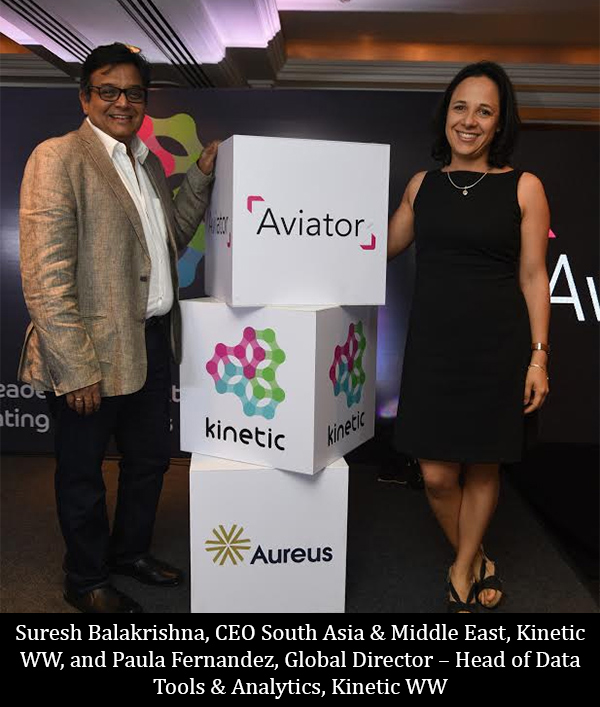 Aviator
Aviator
kinetic
kinetic
Aureus
Suresh Balakrishna, CEO South Asia & Middle East, Kinetic
WW, and Paula Fernandez, Global Director – Head of Data
Tools & Analytics, Kinetic WW